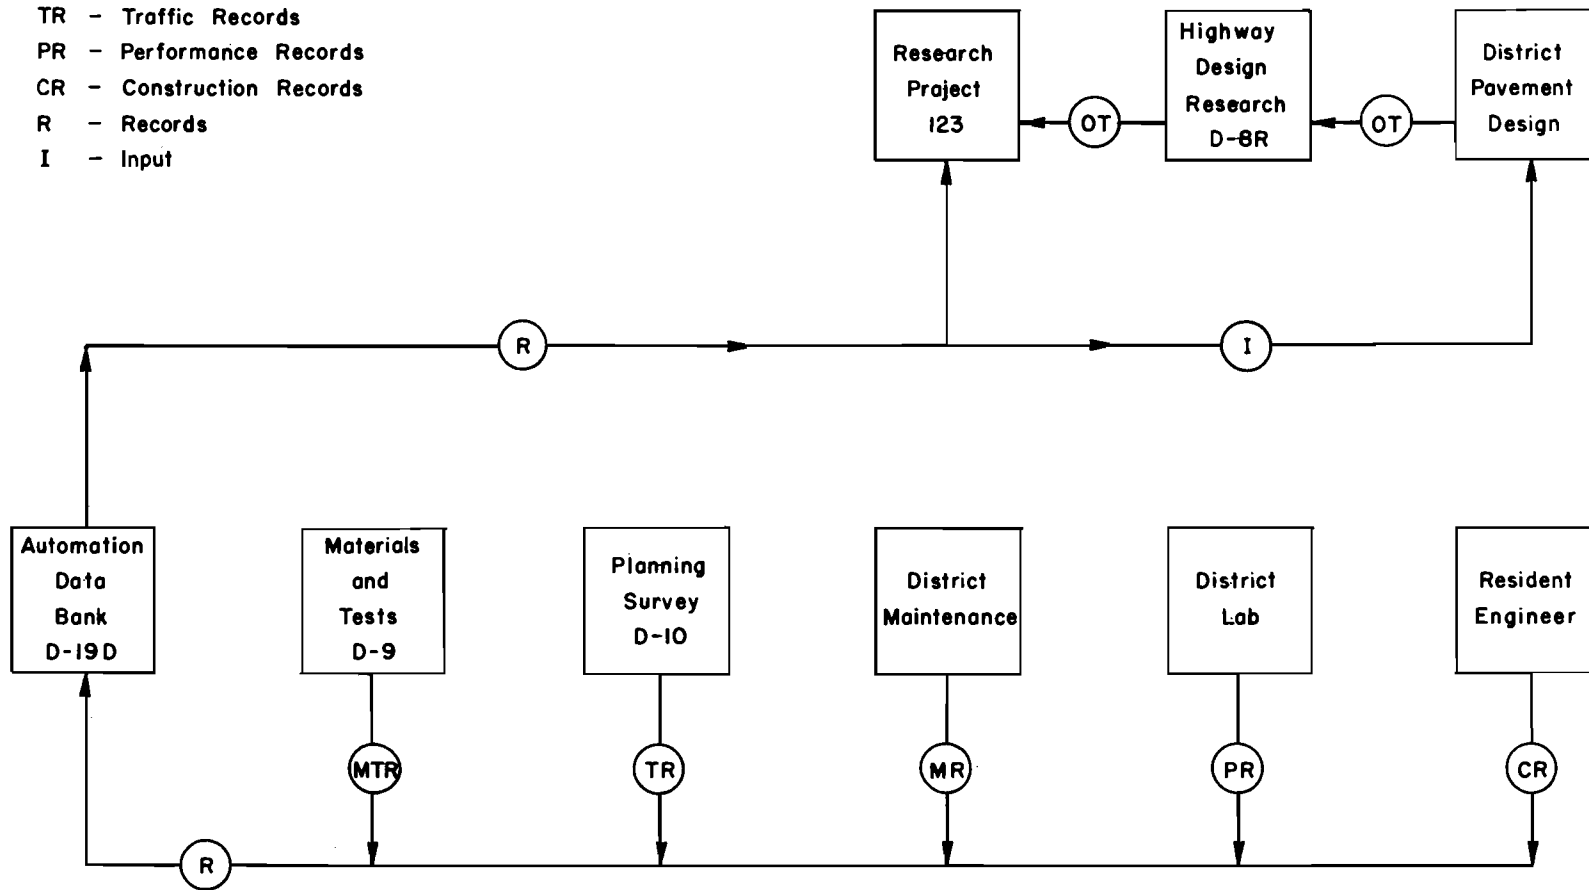 TR - Traffic Records
PR - Performance Records
CR - Construction Records
R - Records
I - Input
Research
Project
123
OT
Highway
Design
Research
D-8R
OT
District
Pavement
Design
R
I
Automation
Data
Bank
D-19D
Materials
and
Tests
D-9
Planning
Survey
D-10
District
Maintenance
District
Lab
Resident
Engineer
MTR
TR
MR
PR
CR
R